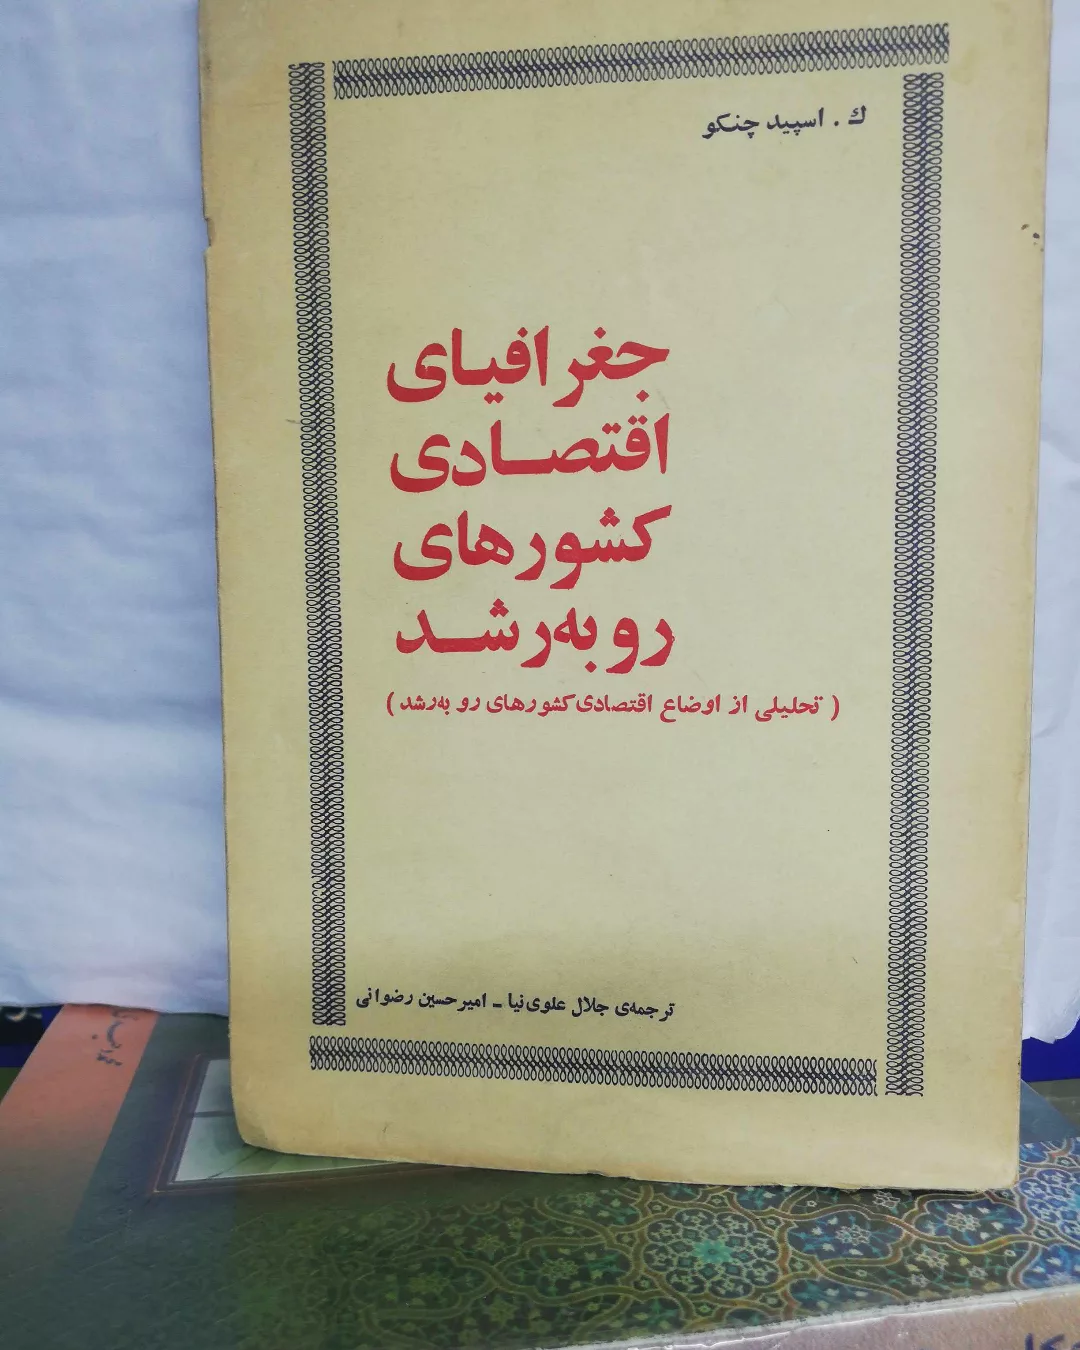 ك . اسپید چنکو
جغرافیای
اقتصادی
کشورهای
رو به‌رشد
( تحلیلی از اوضاع اقتصادی کشورهای رو به‌رشد )
ترجمه‌ی جلال علوی‌نیا ـ امیرحسین رضوانی